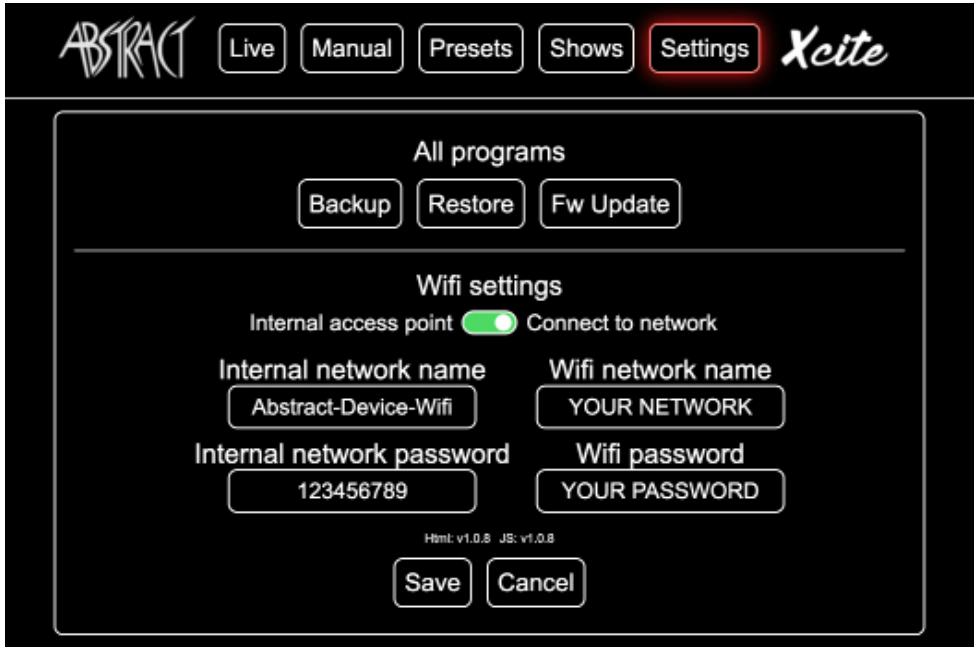 ABSTRACT Live Manual Presets Shows Settings Xcite
All programs
Backup Restore Fw Update
Wifi settings
Internal access point Connect to network
Internal network name Wifi network name
Abstract-Device-Wifi YOUR NETWORK
Internal network password Wifi password
123456789 YOUR PASSWORD
Html: v1.0.8 JS: v1.0.8
Save Cancel